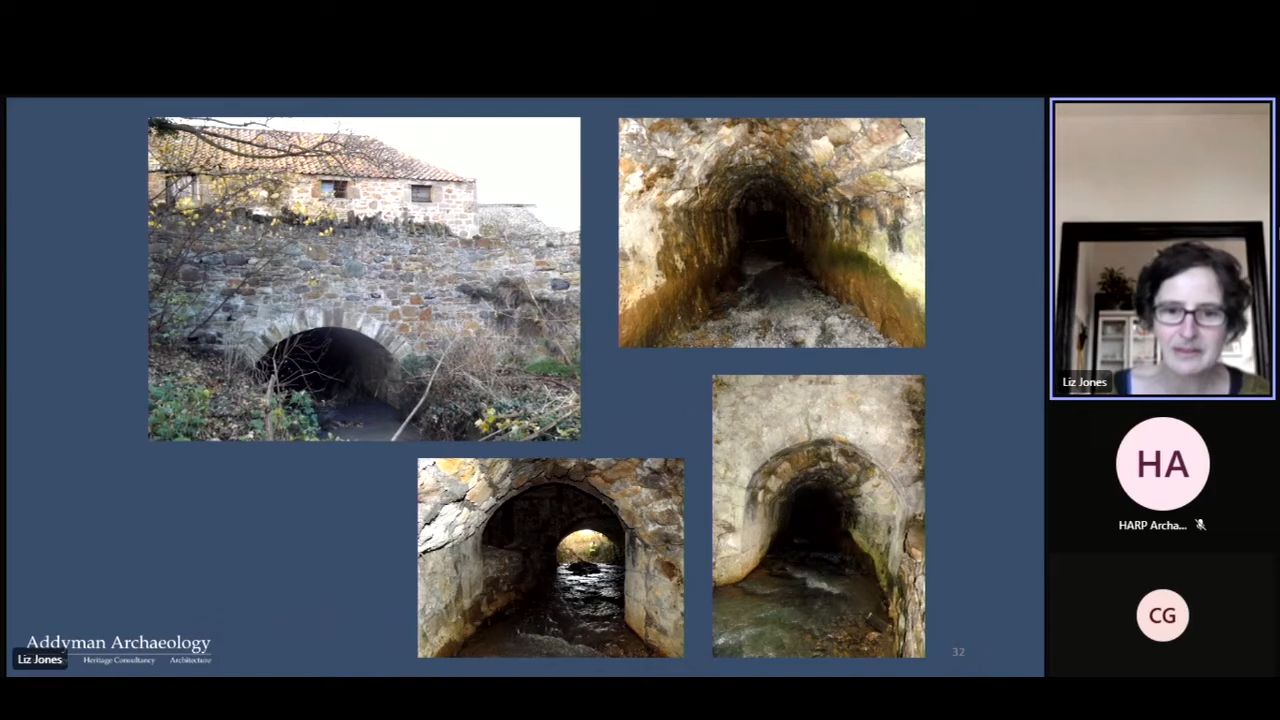 Addyman Archaeology
Heritage Consultancy Architecture
Liz Jones
32
Liz Jones
HA
HARP Archa...
CG